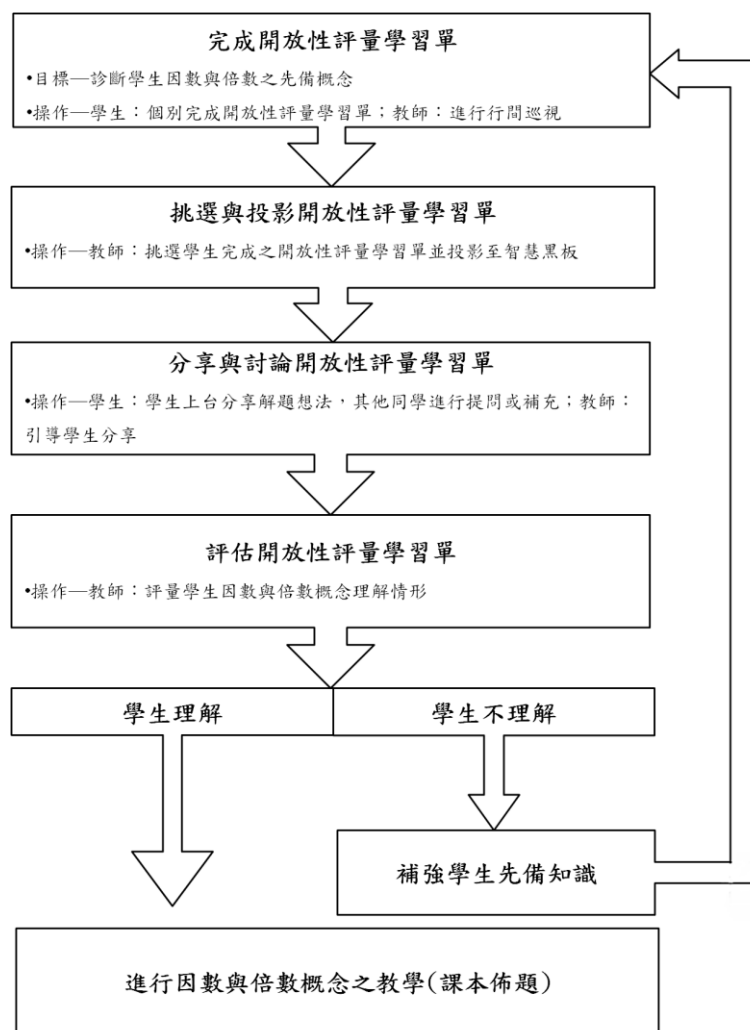 完成開放性評量學習單
•目標—診斷學生因數與倍數之先備概念
•操作—學生：個別完成開放性評量學習單；教師：進行行間巡視
挑選與投影開放性評量學習單
•操作—教師：挑選學生完成之開放性評量學習單並投影至智慧黑板
分享與討論開放性評量學習單
•操作—學生：學生上台分享解題想法，其他同學進行提問或補充；教師：
引導學生分享
評估開放性評量學習單
•操作—教師：評量學生因數與倍數概念理解情形
學生理解
學生不理解
補強學生先備知識
進行因數與倍數概念之教學(課本佈題)